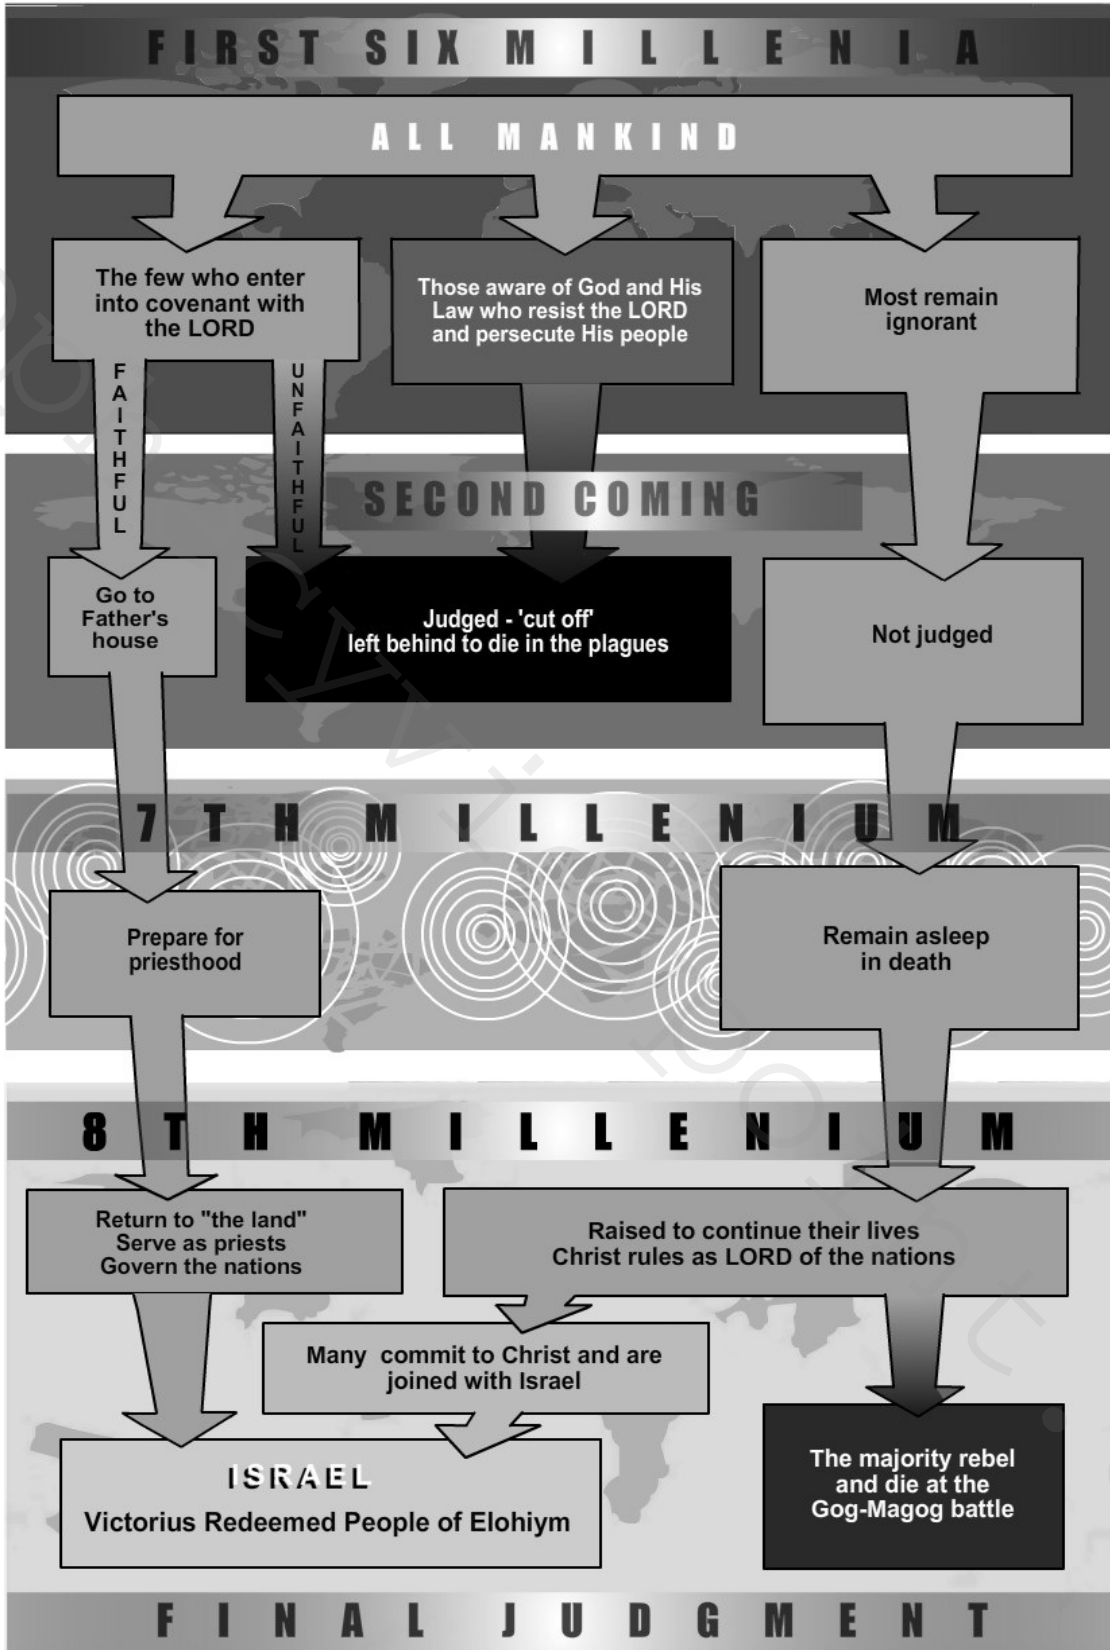 FIRST SIX MILLENIA
ALL MANKIND
The few who enter
into covenant with
the LORD
Those aware of God and His
Law who resist the LORD
and persecute His people
Most remain
ignorant
FAITHFUL
UNFAITHFUL
SECOND COMING
Go to
Father's
house
Judged - 'cut off'
left behind to die in the plagues
Not judged
7TH MILLENIUM
Prepare for
priesthood
Remain asleep
in death
8TH MILLENIUM
Return to "the land"
Serve as priests
Govern the nations
Raised to continue their lives
Christ rules as LORD of the nations
Many commit to Christ and are
joined with Israel
ISRAEL
Victorius Redeemed People of Elohiym
The majority rebel
and die at the
Gog-Magog battle
FINAL JUDGMENT